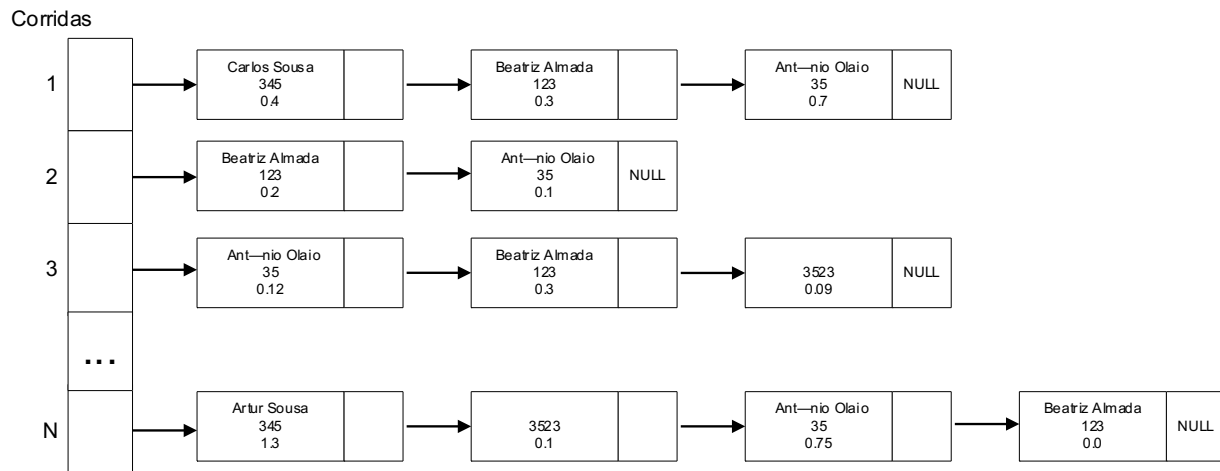 Corridas
1
Carlos Sousa
345
0.4
Beatriz Almada
123
0.3
Ant—nio Olaio
35
0.7
NULL
2
Beatriz Almada
123
0.2
Ant—nio Olaio
35
0.1
NULL
3
Ant—nio Olaio
35
0.12
Beatriz Almada
123
0.3
3523
0.09
NULL
...
N
Artur Sousa
345
1.3
3523
0.1
Ant—nio Olaio
35
0.75
Beatriz Almada
123
0.0
NULL